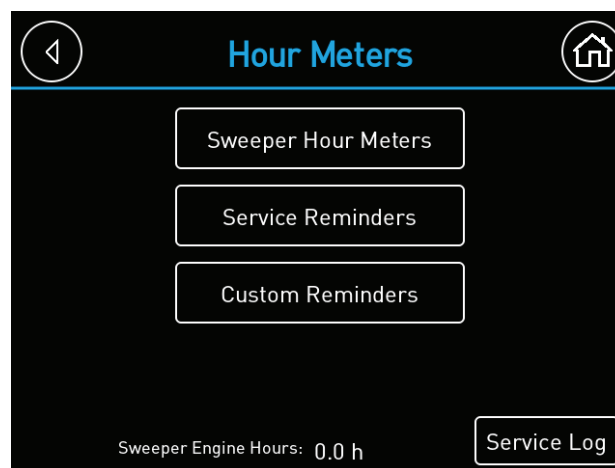 Hour Meters
Sweeper Hour Meters
Service Reminders
Custom Reminders
Sweeper Engine Hours: 0.0 h
Service Log